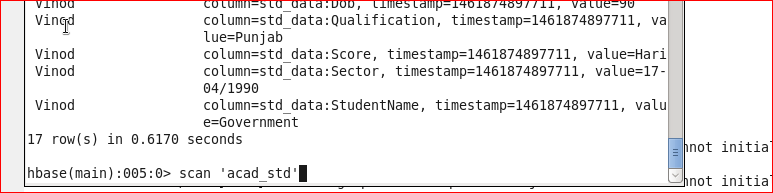 Vinod column=std_data:Dob, timestamp=1461874897711, value=90
Vinod column=std_data:Qualification, timestamp=1461874897711, va
lue=Punjab
Vinod column=std_data:Score, timestamp=1461874897711, value=Hari
Vinod column=std_data:Sector, timestamp=1461874897711, value=17-
04/1990
Vinod column=std_data:StudentName, timestamp=1461874897711, valu
e=Government
17 row(s) in 0.6170 seconds
nnot initial
hbase(main):005:0> scan 'acad_std'
nnot initial